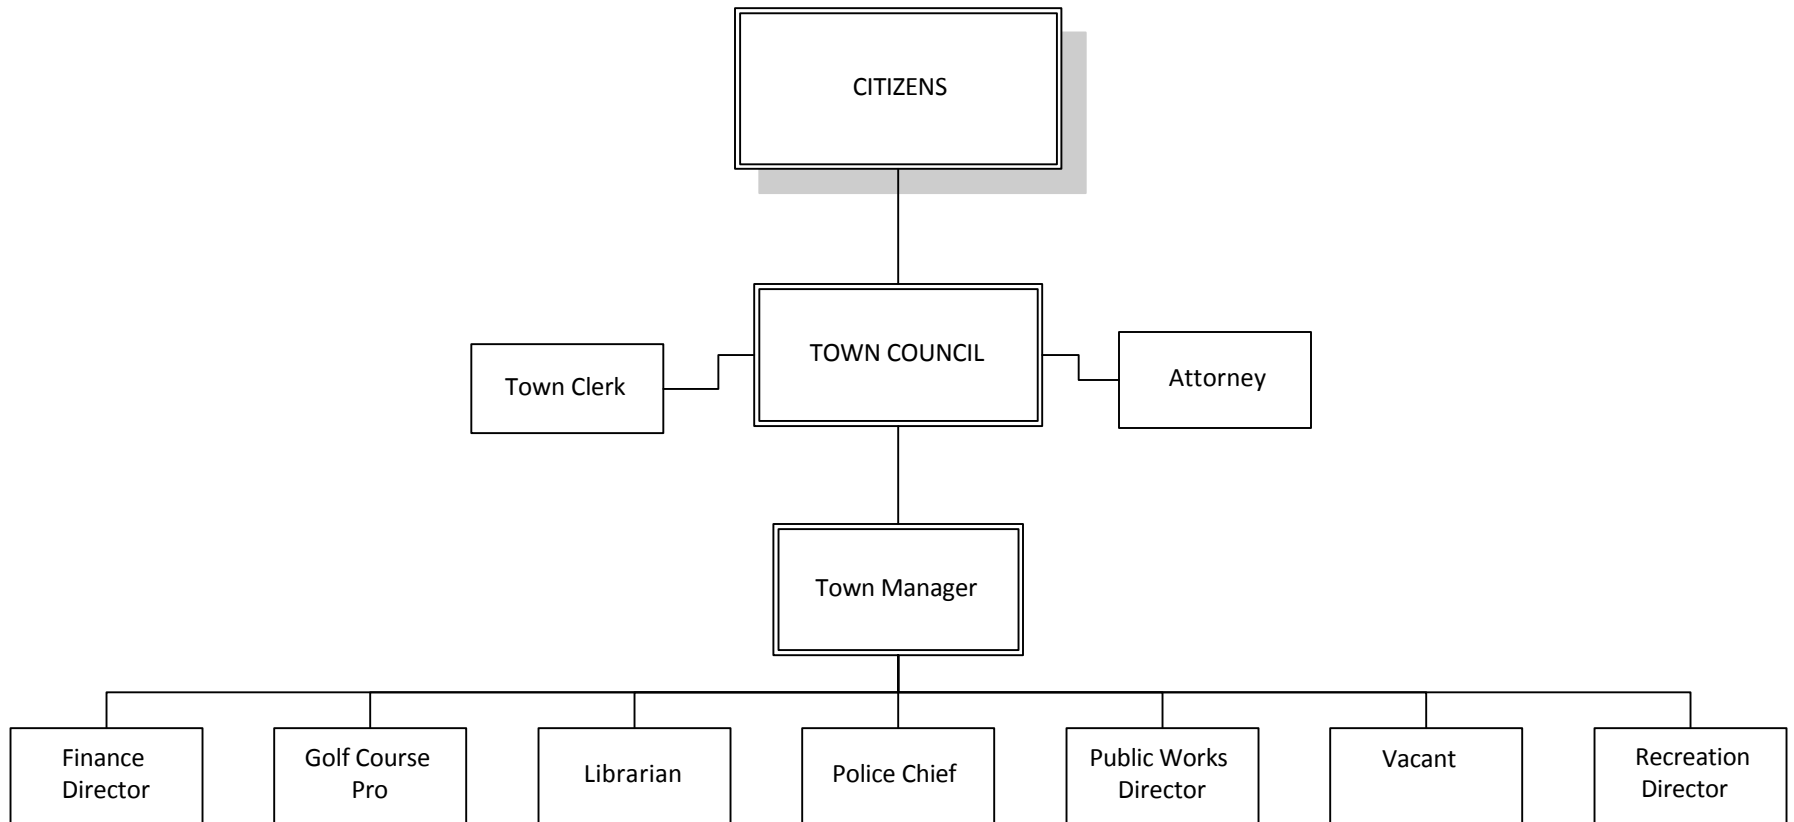 CITIZENS
TOWN COUNCIL
Town Clerk
Attorney
Town Manager
Finance
Director
Golf Course
Pro
Librarian
Police Chief
Public Works
Director
Vacant
Recreation
Director